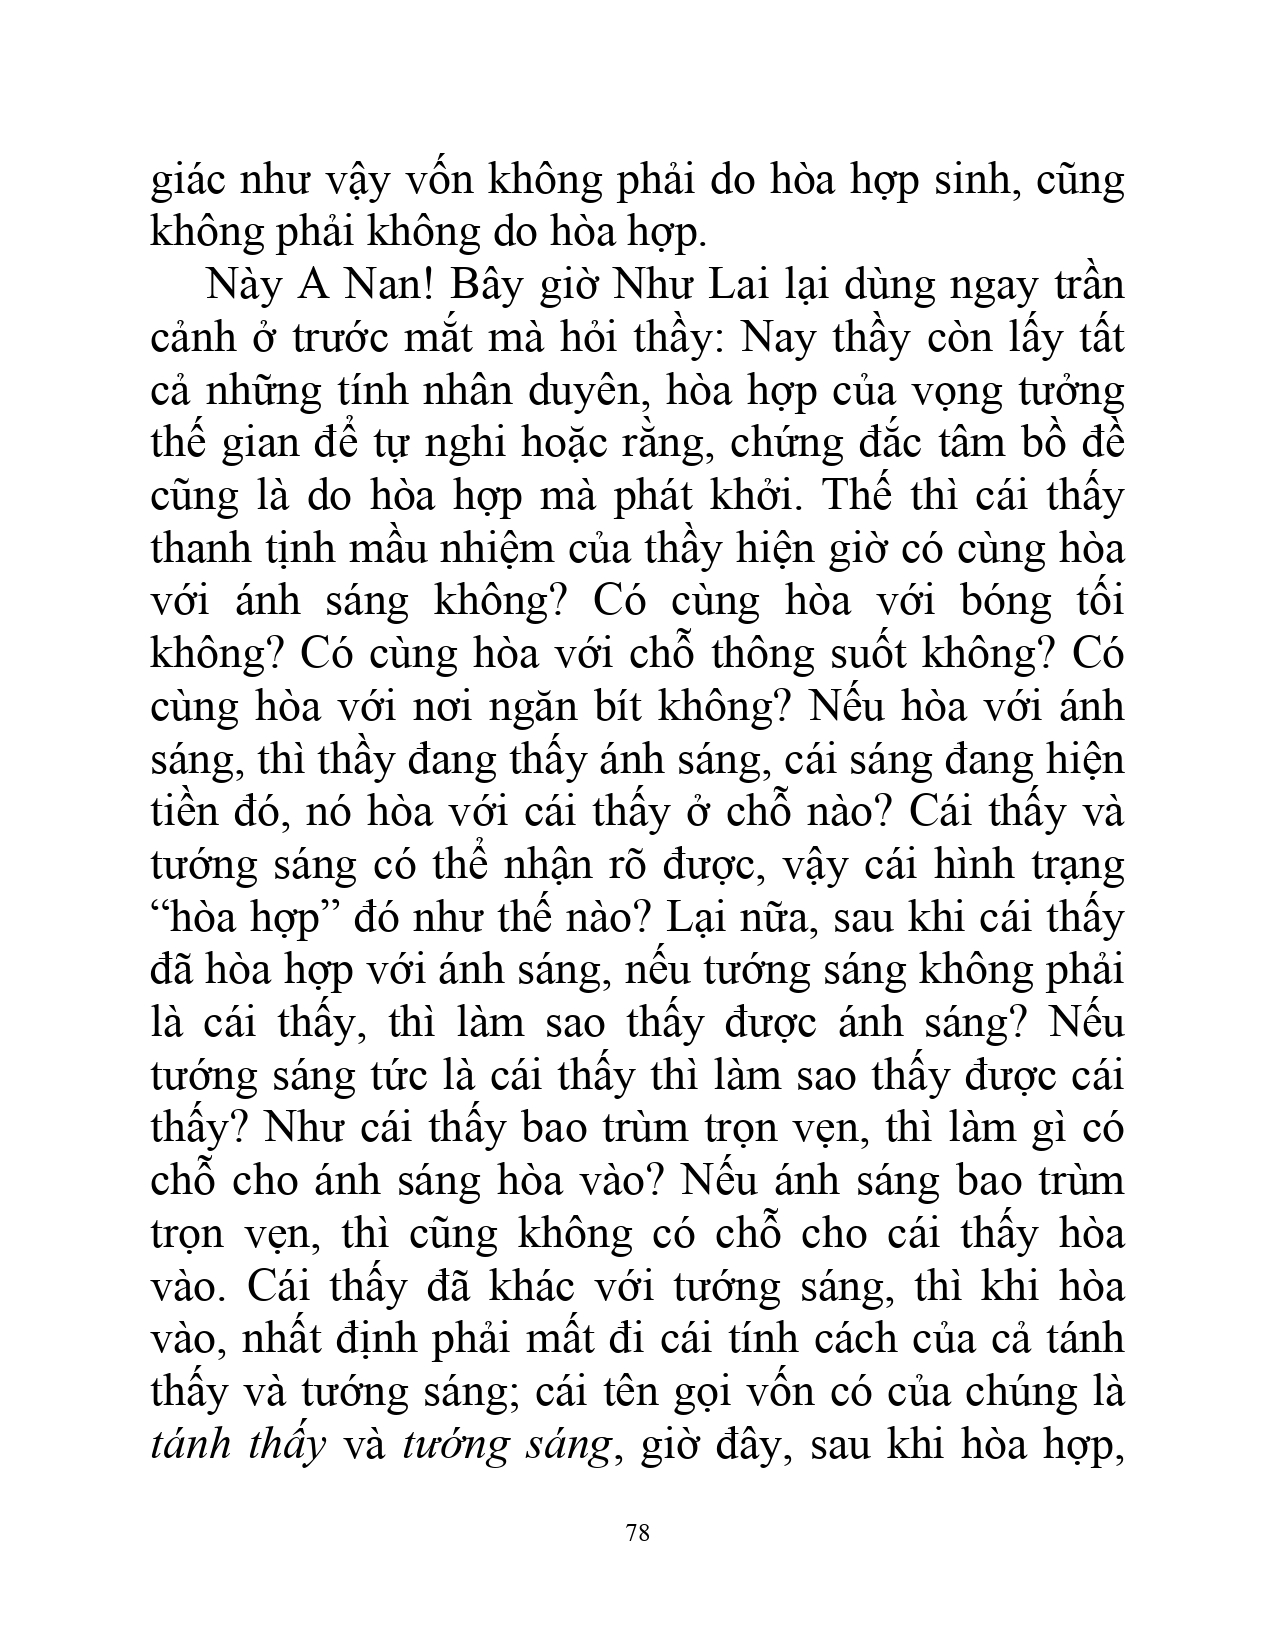 giác như vậy vốn không phải do hòa hợp sinh, cũng
không phải không do hòa hợp.
Này A Nan! Bây giờ Như Lai lại dùng ngay trần
cảnh ở trước mắt mà hỏi thầy: Nay thầy còn lấy tất
cả những tính nhân duyên, hòa hợp của vọng tưởng
thế gian để tự nghi hoặc rằng, chứng đắc tâm bồ đề
cũng là do hòa hợp mà phát khởi. Thế thì cái thấy
thanh tịnh mầu nhiệm của thầy hiện giờ có cùng hòa
với ánh sáng không? Có cùng hòa với bóng tối
không? Có cùng hòa với chỗ thông suốt không? Có
cùng hòa với nơi ngăn bít không? Nếu hòa với ánh
sáng, thì thầy đang thấy ánh sáng, cái sáng đang hiện
tiền đó, nó hòa với cái thấy ở chỗ nào? Cái thấy và
tướng sáng có thể nhận rõ được, vậy cái hình trạng
“hòa hợp” đó như thế nào? Lại nữa, sau khi cái thấy
đã hòa hợp với ánh sáng, nếu tướng sáng không phải
là cái thấy, thì làm sao thấy được ánh sáng? Nếu
tướng sáng tức là cái thấy thì làm sao thấy được cái
thấy? Như cái thấy bao trùm trọn vẹn, thì làm gì có
chỗ cho ánh sáng hòa vào? Nếu ánh sáng bao trùm
trọn vẹn, thì cũng không có chỗ cho cái thấy hòa
vào. Cái thấy đã khác với tướng sáng, thì khi hòa
vào, nhất định phải mất đi cái tính cách của cả tánh
thấy và tướng sáng; cái tên gọi vốn có của chúng là
tánh thấy và tướng sáng, giờ đây, sau khi hòa hợp,
78